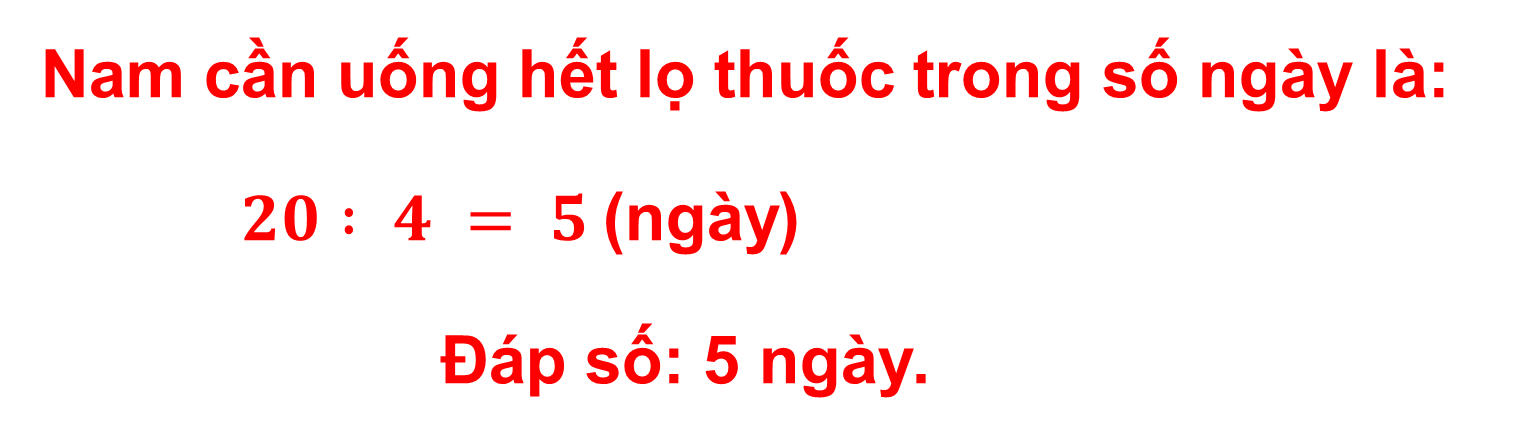 Nam cần uống hết lọ thuốc trong số ngày là:
20 : 4 = 5 (ngày)
Đáp số: 5 ngày.